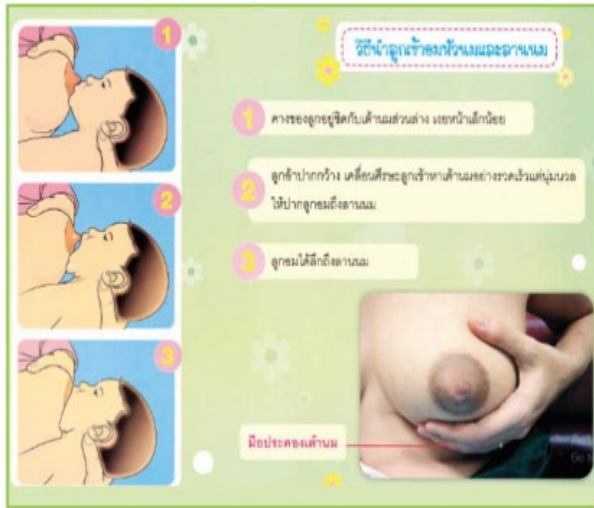 วิธีนำลูกเข้าอมหัวนมและลานนม
1
1 คางของลูกอยู่ชิดกับเต้านมส่วนล่าง เงยหน้าเล็กน้อย
2 ลูกอ้าปากกว้าง เคลื่อนศีรษะลูกเข้าหาเต้านมอย่างรวดเร็วแต่นุ่มนวล
ให้ปากลูกอมถึงลานนม
2
3 ลูกอมได้ลึกถึงลานนม
3
มือประคองเต้านม